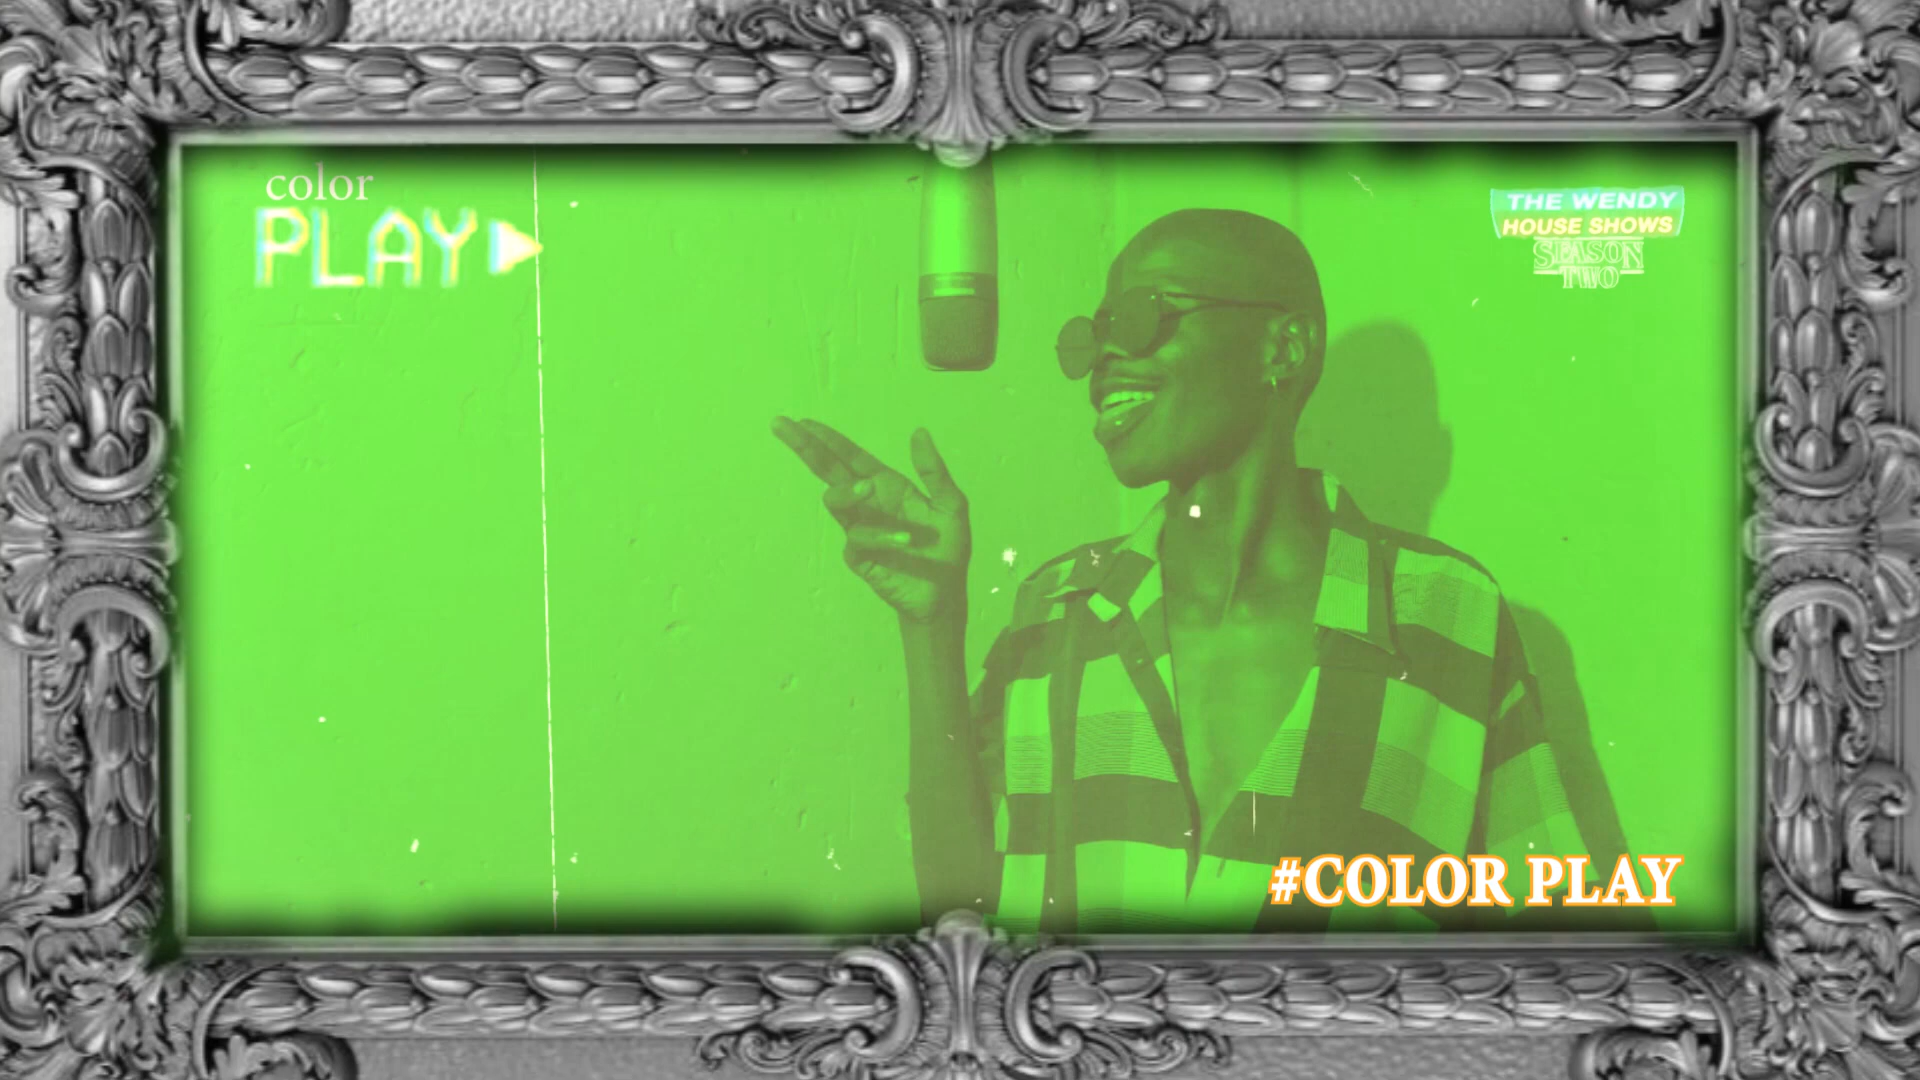 color
PLAY
THE WENDY
HOUSE SHOWS
SEASON
TWO
#COLOR PLAY